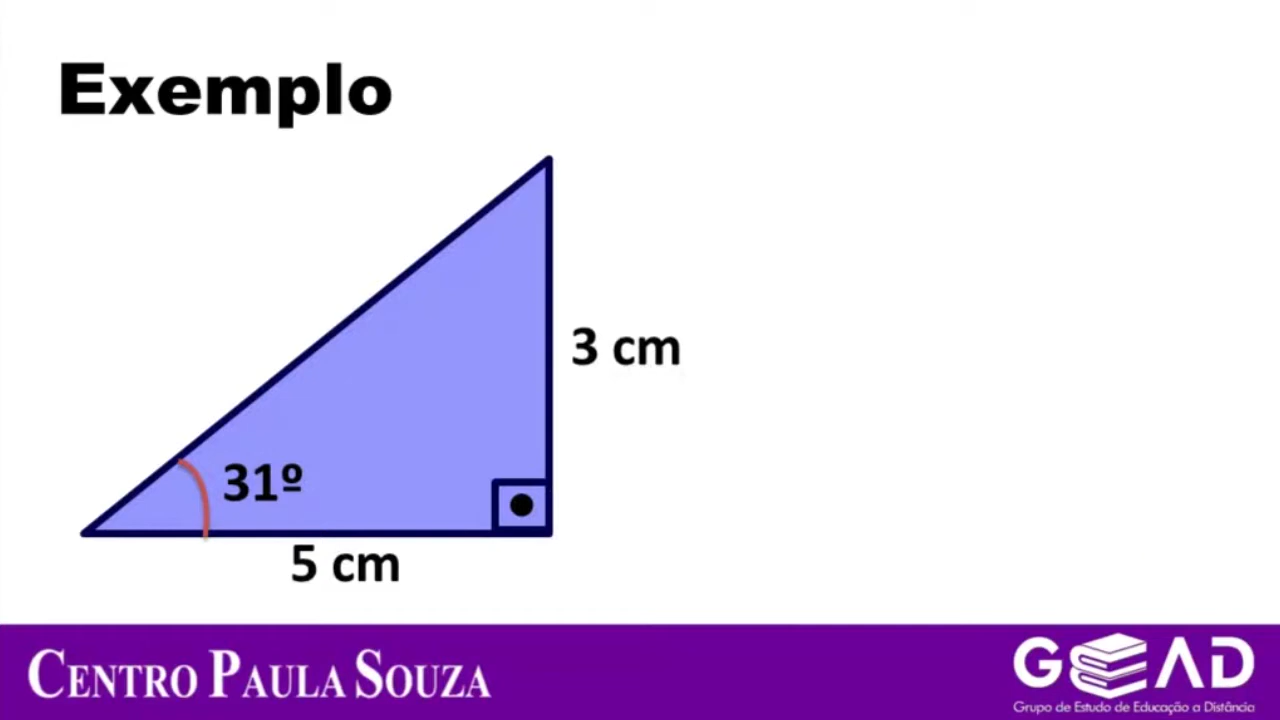 Exemplo
3 cm
31º
5 cm
CENTRO PAULA SOUZA
GEAD
Grupo de Estudo de Educação a Distância